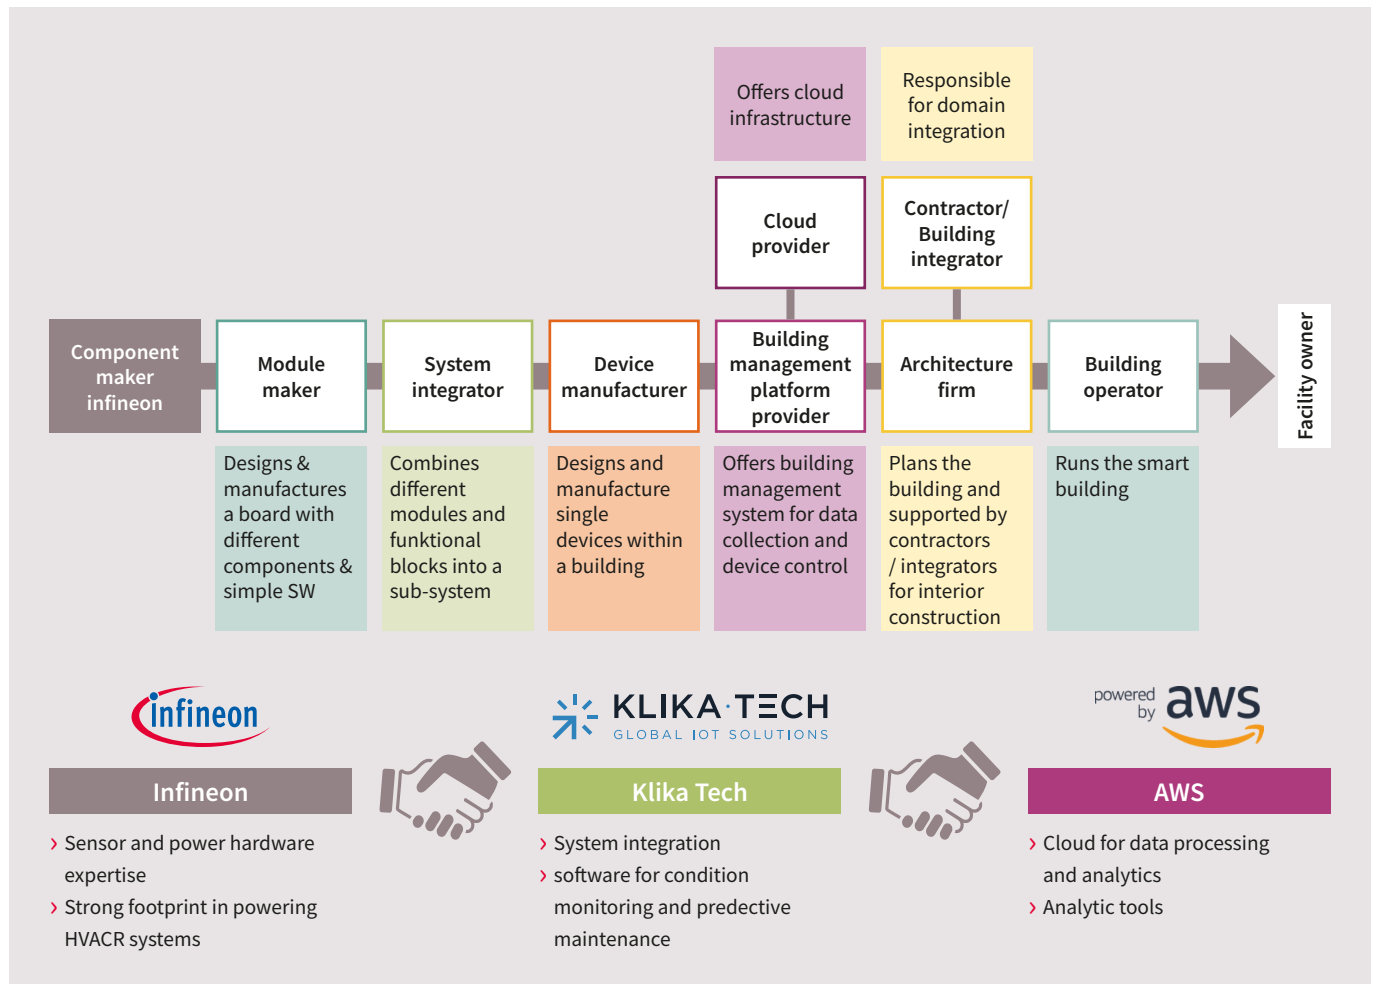 Offers cloud
infrastructure
Responsible
for domain
integration
Cloud
provider
Contractor/
Building
integrator
Component
maker
infineon
Module
maker
System
integrator
Device
manufacturer
Building
management
platform
provider
Architecture
firm
Building
operator
Facility owner
Designs &
manufactures
a board with
different
components &
simple SW
Combines
different
modules and
funktional
blocks into a
sub-system
Designs and
manufacture
single
devices within
a building
Offers building
management
system for data
collection and
device control
Plans the
building and
supported by
contractors
/ integrators
for interior
construction
Runs the smart
building
infineon
KLIKA·TECH
GLOBAL IOT SOLUTIONS
powered
by
aws
Infineon
Klika Tech
AWS
› Sensor and power hardware
expertise
› Strong footprint in powering
HVACR systems
› System integration
› software for condition
monitoring and predective
maintenance
› Cloud for data processing
and analytics
› Analytic tools